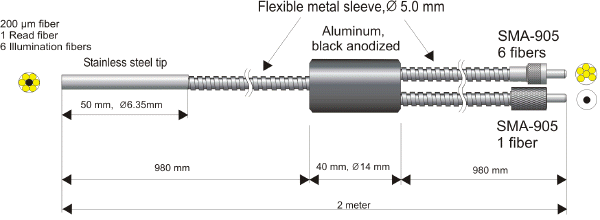 Flexible metal sleeve,Ø 5.0 mm
200 µm fiber
1 Read fiber
6 Illumination fibers
Aluminum,
black anodized
SMA-905
6 fibers
Stainless steel tip
50 mm, Ø6.35mm
SMA-905
1 fiber
980 mm
40 mm, Ø14 mm
980 mm
2 meter